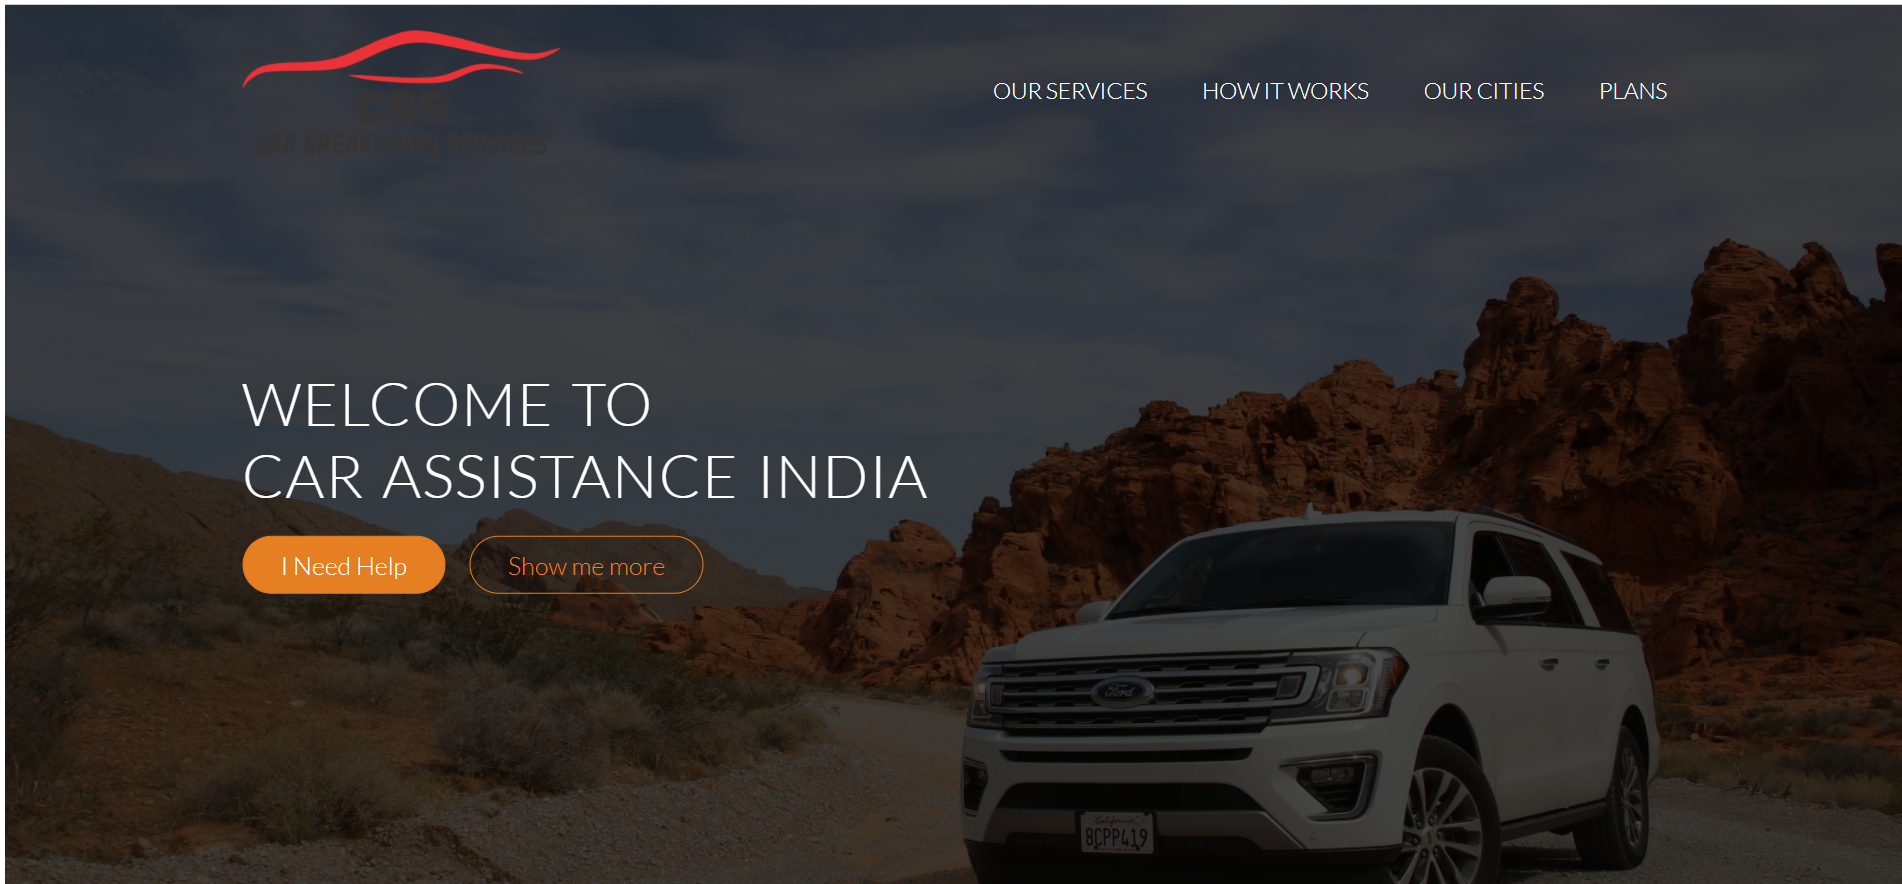 CBS
CAR BREAKDOWN SERVICES
OUR SERVICES
HOW IT WORKS
OUR CITIES
PLANS
WELCOME TO
CAR ASSISTANCE INDIA
I Need Help
Show me more
Ford
California
8CPP419